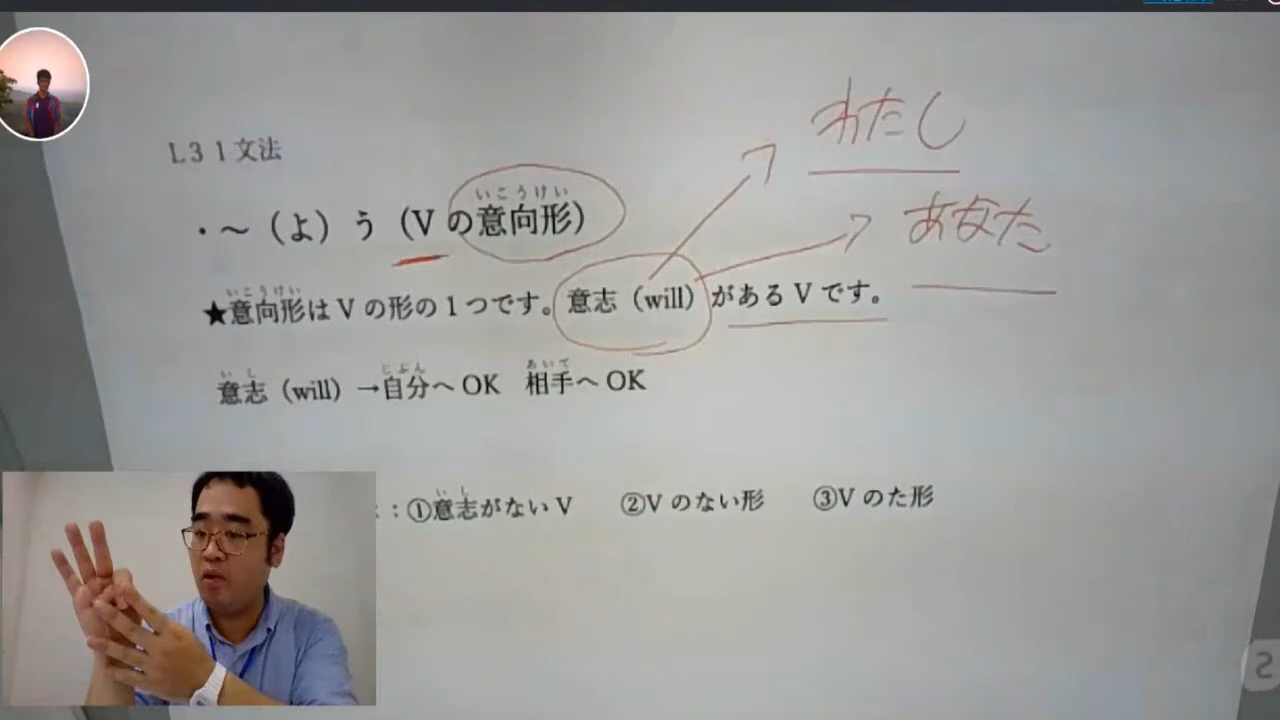 わたし
L31文法
いこうけい
・～（よ）う（Vの意向形）
あなた
いこうけい
★意向形はVの形の1つです。意志（will）があるVです。
いし じぶん あいて
意志（will）→自分へOK 相手へOK
いし
：①意志がないV ②Vのない形 ③Vのた形